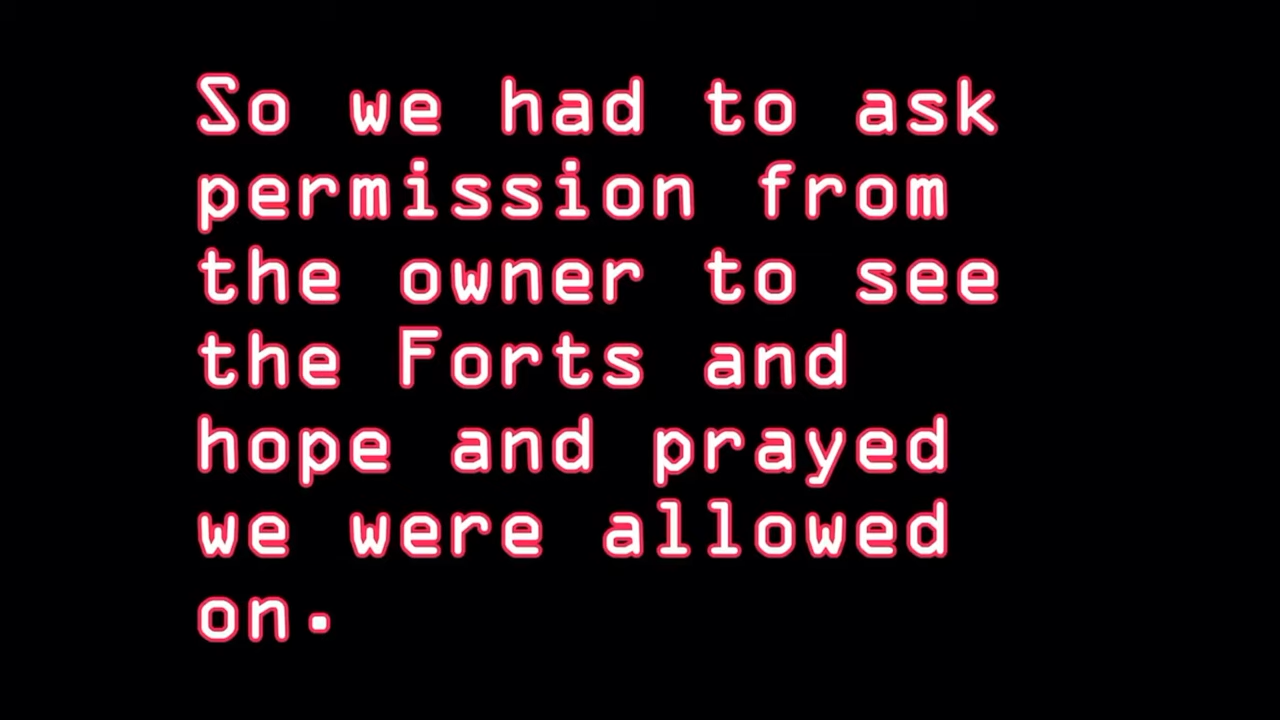 So we had to ask
permission from
the owner to see
the Forts and
hope and prayed
we were allowed
on.